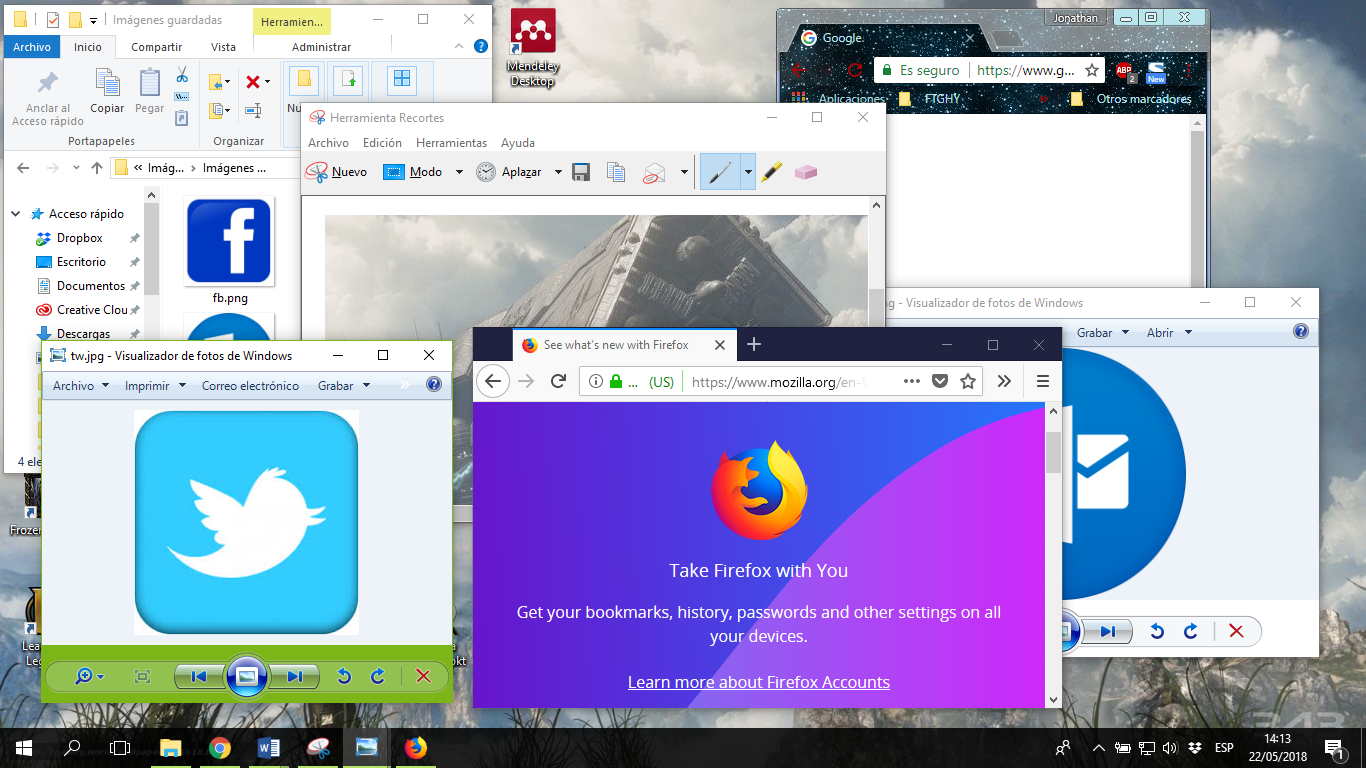 Imágenes guardadas
Herramien...
Archivo
Inicio
Compartir
Vista
Administrar
Anclar al
Acceso rápido
Copiar
Pegar
Portapapeles
Organizar
Imág...
Imágenes ...
Acceso rápido
Dropbox
Escritorio
Documentos
Creative Clou
Descargas
fb.png
4 ele
Mendeley
Desktop
Jonathan
Google
Es seguro
https://www.g...
ABP
2
New
Aplicaciones
FTGHY
Otros marcadores
Herramienta Recortes
Archivo
Edición
Herramientas
Ayuda
Nuevo
Modo
Aplazar
- Visualizador de fotos de Windows
Grabar
Abrir
tw.jpg - Visualizador de fotos de Windows
Archivo
Imprimir
Correo electrónico
Grabar
See what's new with Firefox
... (US)
https://www.mozilla.org/en-
Take Firefox with You
Get your bookmarks, history, passwords and other settings on all
your devices.
Learn more about Firefox Accounts
ESP
14:13
22/05/2018
1